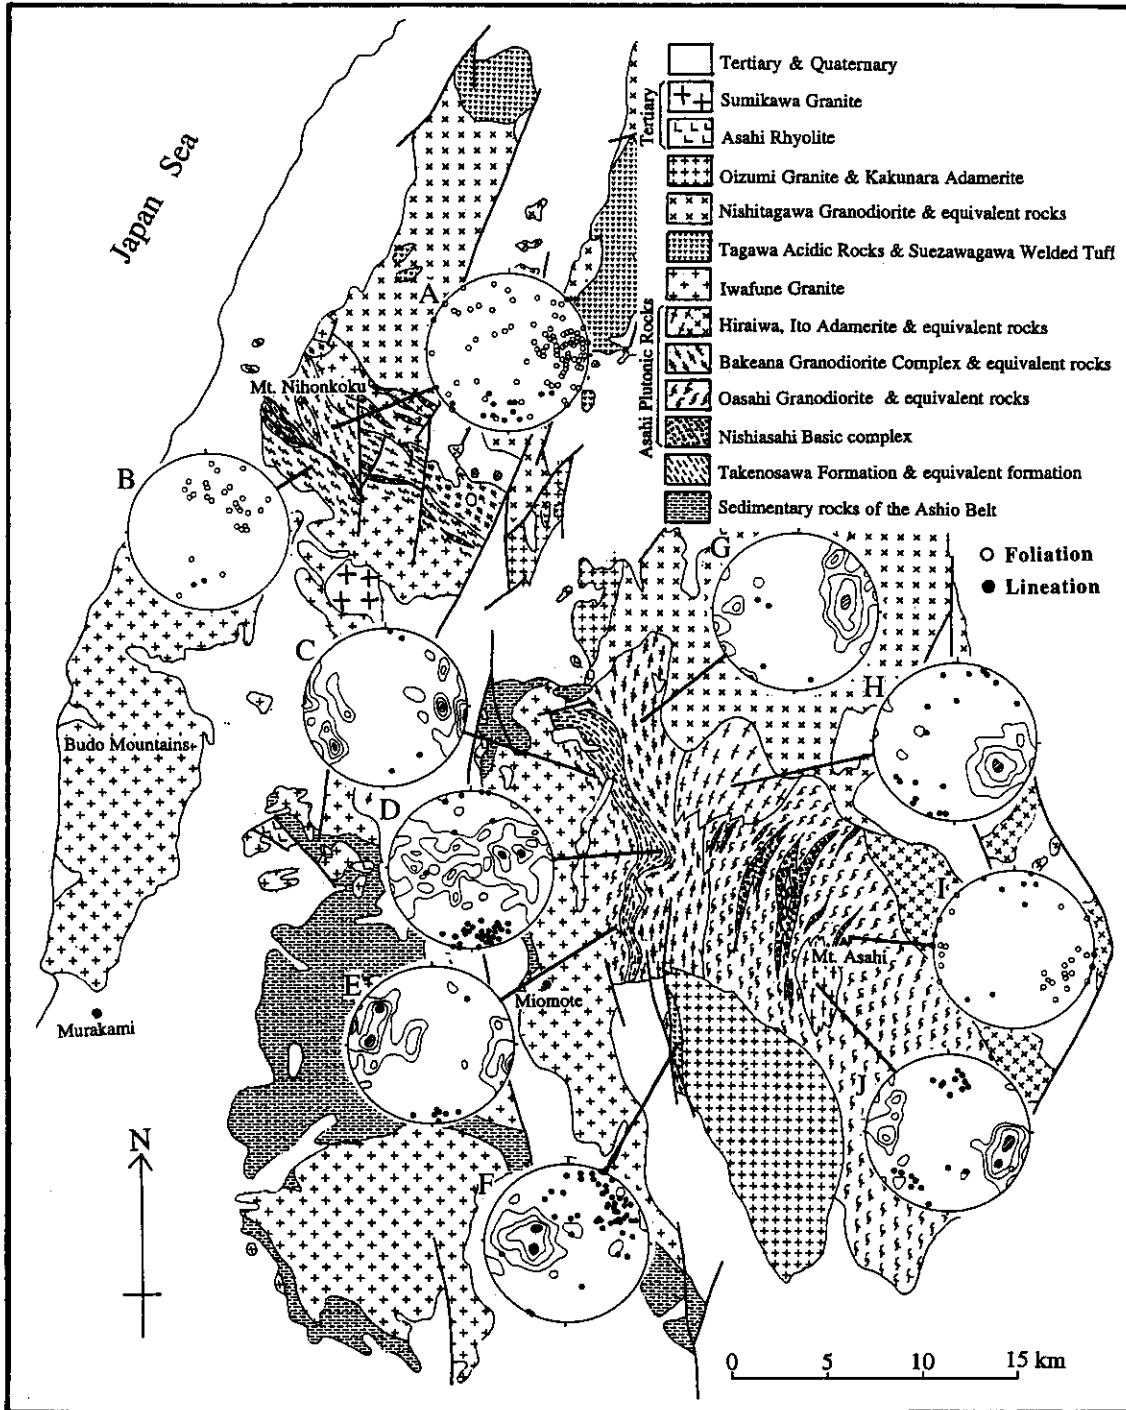 Japan Sea
Tertiary & Quaternary
Tertiary
Sumikawa Granite
Asahi Rhyolite
Oizumi Granite & Kakunara Adamerite
Nishitagawa Granodiorite & equivalent rocks
Tagawa Acidic Rocks & Suezawagawa Welded Tuff
Iwafune Granite
Asahi Plutonic Rocks
Hiraiwa, Ito Adamerite & equivalent rocks
Bakeana Granodiorite Complex & equivalent rocks
Oasahi Granodiorite & equivalent rocks
Nishiasahi Basic complex
Takenosawa Formation & equivalent formation
Sedimentary rocks of the Ashio Belt
Foliation
Lineation
A
Mt. Nihonkoku
B
G
C
H
Budo Mountains
D
I
Mt. Asahi
E
Miomote
Murakami
J
N
F
0 5 10 15 km